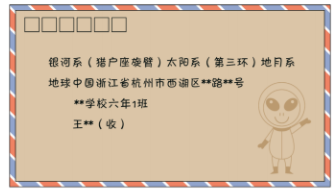 银河系（猎户座旋臂）太阳系（第三环）地月系
地球中国浙江省杭州市西湖区**路**号
**学校六年1班
王**（收）